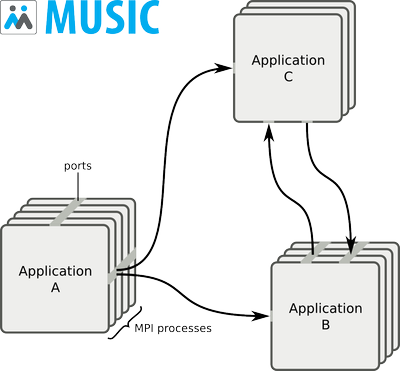 MUSIC
Application
C
ports
Application
A
Application
B
MPI processes